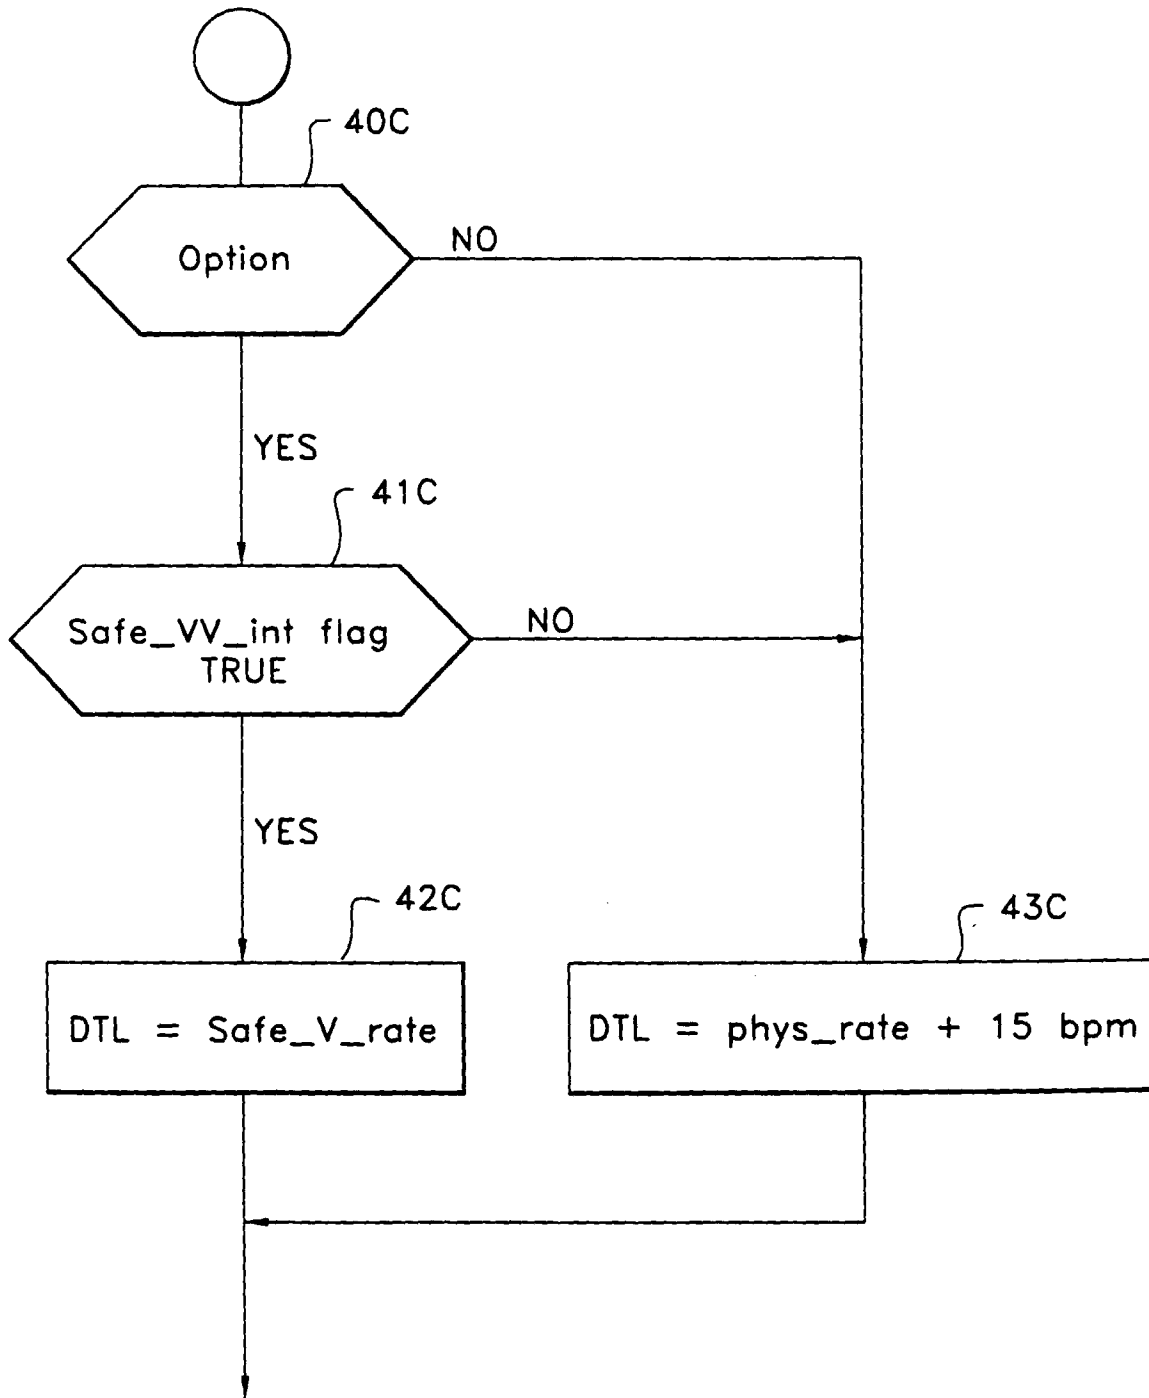 40C
Option
NO
YES
41C
Safe_VV_int flag
TRUE
NO
YES
42C
43C
DTL = Safe_V_rate
DTL = phys_rate + 15 bpm